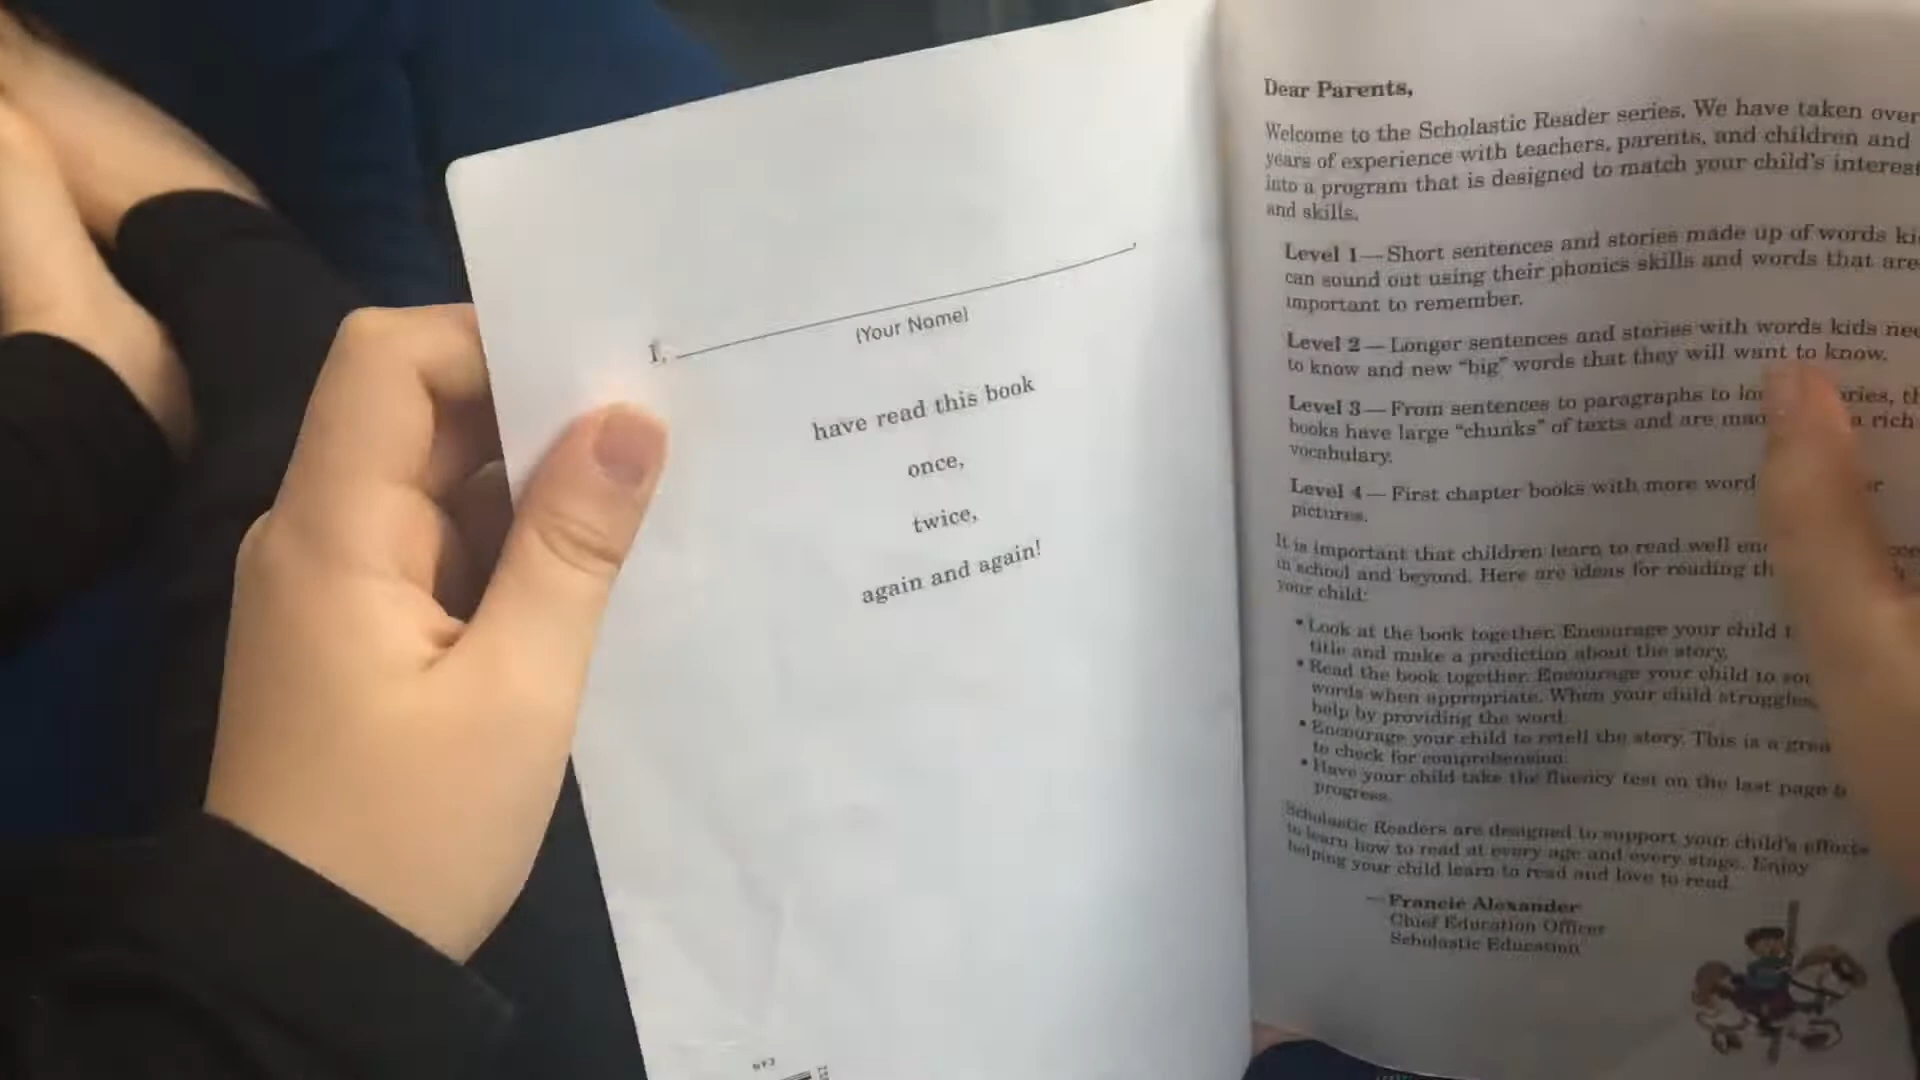 I, ,
(Your Name)
have read this book
once,
twice,
again and again!
Dear Parents,
Welcome to the Scholastic Reader series. We have taken over
years of experience with teachers, parents, and children and
into a program that is designed to match your child's interest
and skills.
Level 1—Short sentences and stories made up of words
can sound out using their phonics skills and words that are
important to remember.
Level 2—Longer sentences and stories with words kids
to know and new "big" words that they will want to know.
Level 3—From sentences to paragraphs to
books have large "chunks" of texts and are a rich
vocabulary.
Level 4—First chapter books with more
pictures.
It is important that children learn to read well
in school and beyond. Here are ideas for reading
your child:
• Look at the book together. Encourage your child
title and make a prediction about the story.
• Read the book together. Encourage your child to
words when appropriate. When your child struggles,
help by providing the word.
• Encourage your child to retell the story. This is a
to check for comprehension.
• Have your child take the fluency test on the last page
progress.
Scholastic Readers are designed to support your child's efforts
to learn how to read at every age and every stage. Enjoy
helping your child learn to read and love to read.
—Francie Alexander
Chief Education Officer
Scholastic Education